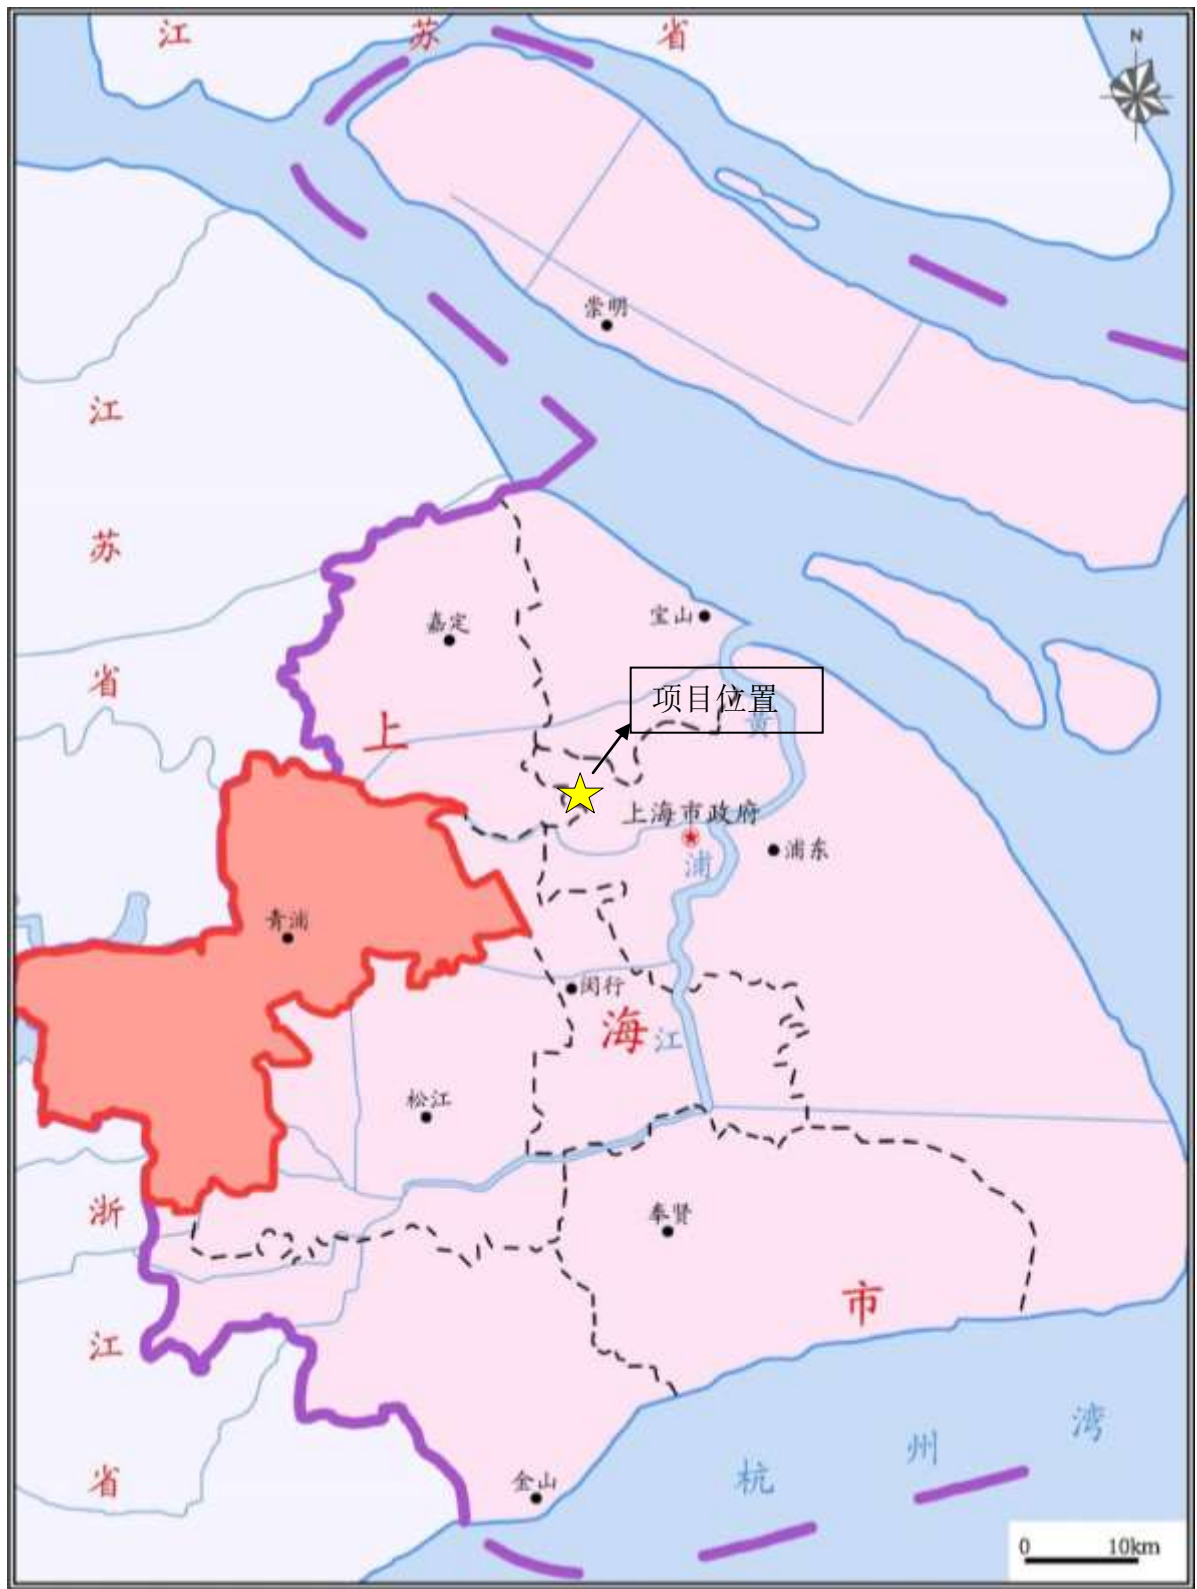 江 苏 省
N
崇明
江
苏
省
嘉定
宝山
项目位置
上
黄
上海市政府
浦
浦东
青浦
闵行
海
江
松江
浙
奉贤
市
江
湾
州
杭
省
金山
0 10km